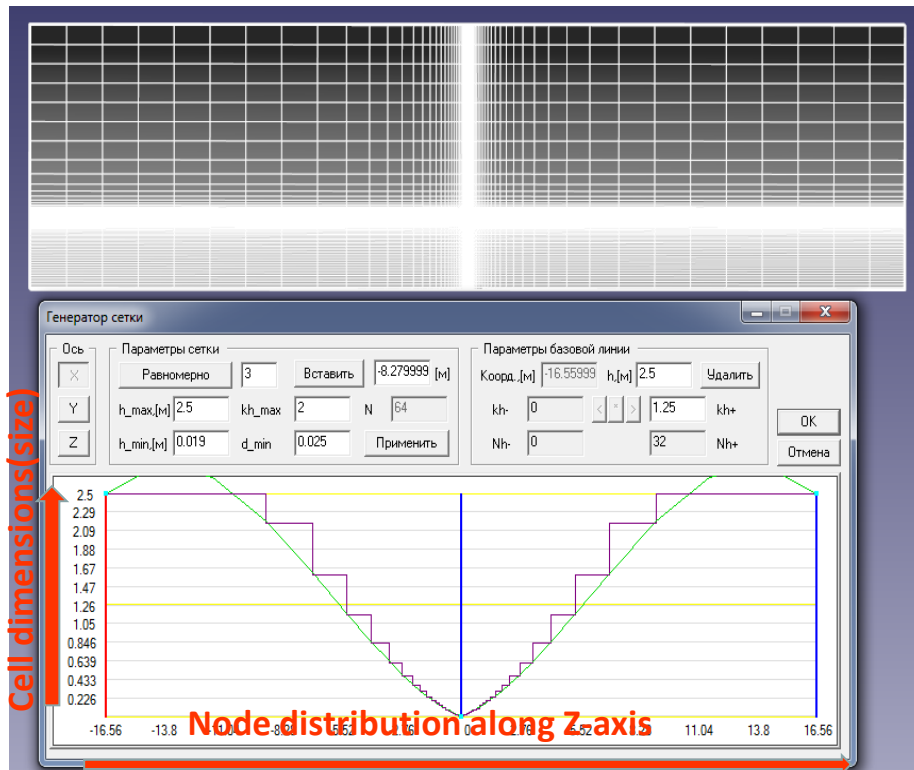 Генератор сетки
Ось
Параметры сетки
Параметры базовой линии
X
Равномерно 3 Вставить -8.279999 [м]
Коорд.,[м] -16.55999 h,[м] 2.5 Удалить
Y
h_max,[м] 2.5 kh_max 2 N 64
kh- 0 < * > 1.25 kh+
OK
Z
h_min,[м] 0.019 d_min 0.025 Применить
Nh- 0 32 Nh+
Отмена
Cell dimensions(size)
2.5
2.29
2.09
1.88
1.67
1.47
1.26
1.05
0.846
0.639
0.433
0.226
Node distribution along Z-axis
-16.56 -13.8 11.04 13.8 16.56